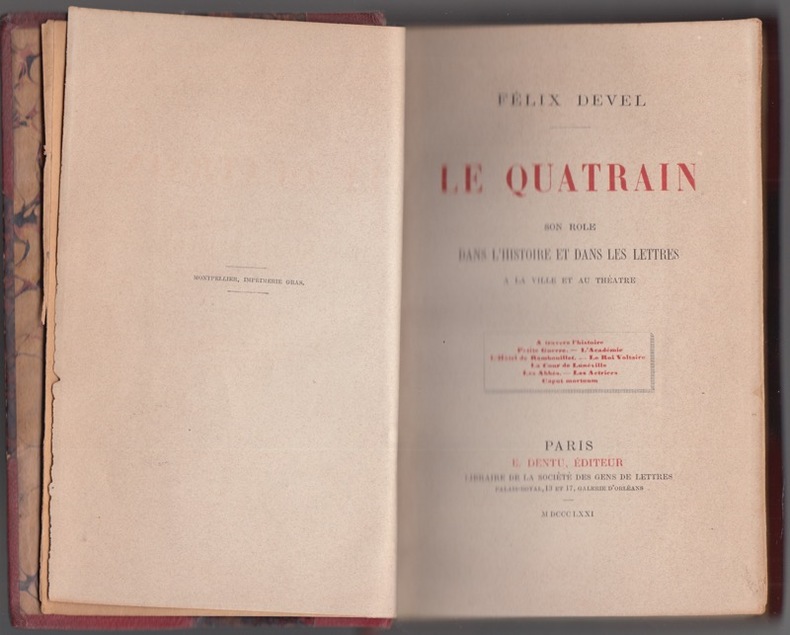 MONTPELLIER, IMPRIMERIE GRAS.
FÉLIX DEVEL
LE QUATRAIN
SON ROLE
DANS L'HISTOIRE ET DANS LES LETTRES
A LA VILLE ET AU THÉATRE
A travers l'histoire
Petite Guerre. — L'Académie
L'Hôtel de Rambouillet. — Le Roi Voltaire
La Cour de Lunéville
Les Abbés. — Les Actrices
Caput mortuum
PARIS
E. DENTU, ÉDITEUR
LIBRAIRE DE LA SOCIÉTÉ DES GENS DE LETTRES
PALAIS-ROYAL, 13 ET 17, GALERIE D'ORLÉANS
MDCCCLXXI